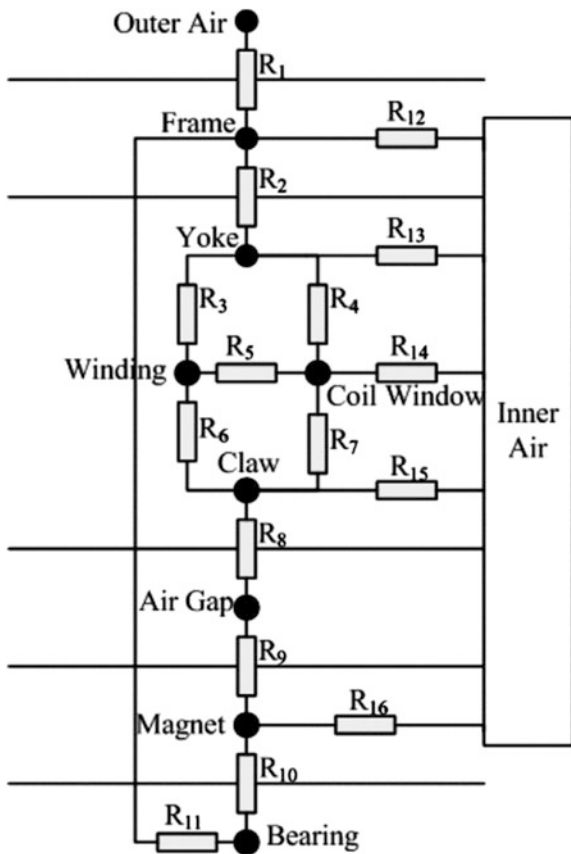 Outer Air
R1
Frame
R12
R2
Yoke
R13
R3
R4
Winding
R5
R14
Coil Window
Inner
Air
R6
R7
Claw
R15
R8
Air Gap
R9
Magnet
R16
R10
R11
Bearing